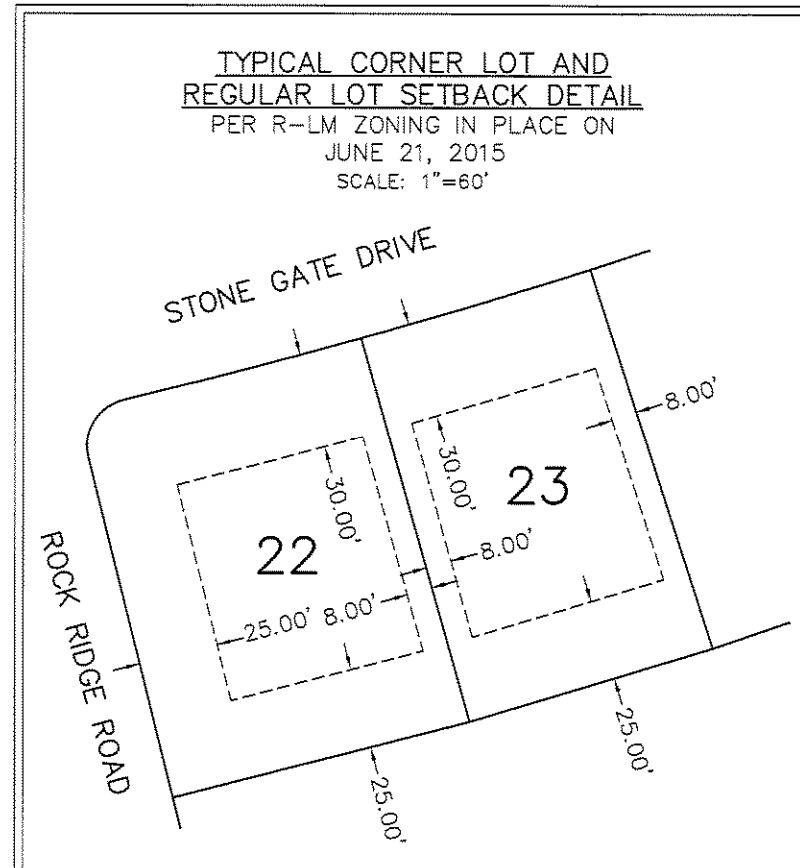 TYPICAL CORNER LOT AND
REGULAR LOT SETBACK DETAIL
PER R-LM ZONING IN PLACE ON
JUNE 21, 2015
SCALE: 1"=60'
STONE GATE DRIVE
8.00'
30.00'
30.00'
23
22
8.00'
25.00' 8.00'
ROCK RIDGE ROAD
25.00'
25.00'